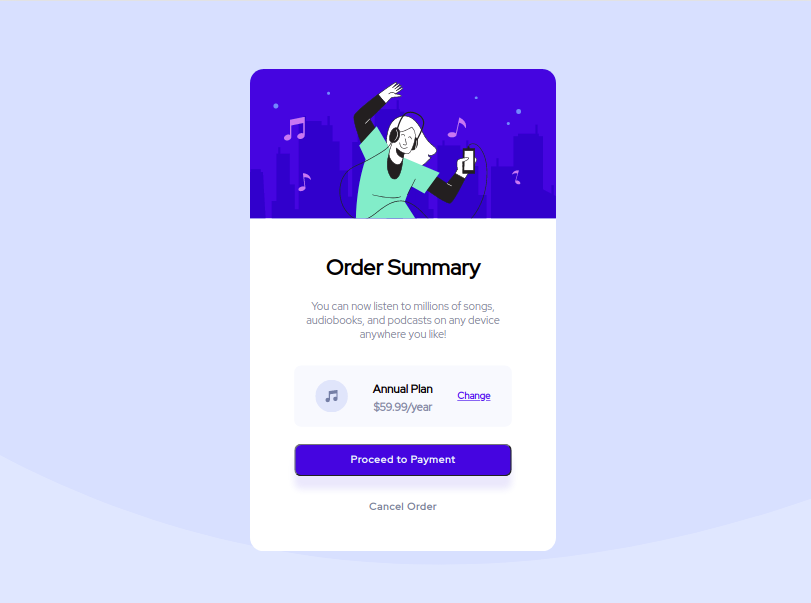 Order Summary
You can now listen to millions of songs,
audiobooks, and podcasts on any device
anywhere you like!
Annual Plan
$59.99/year
Change
Proceed to Payment
Cancel Order